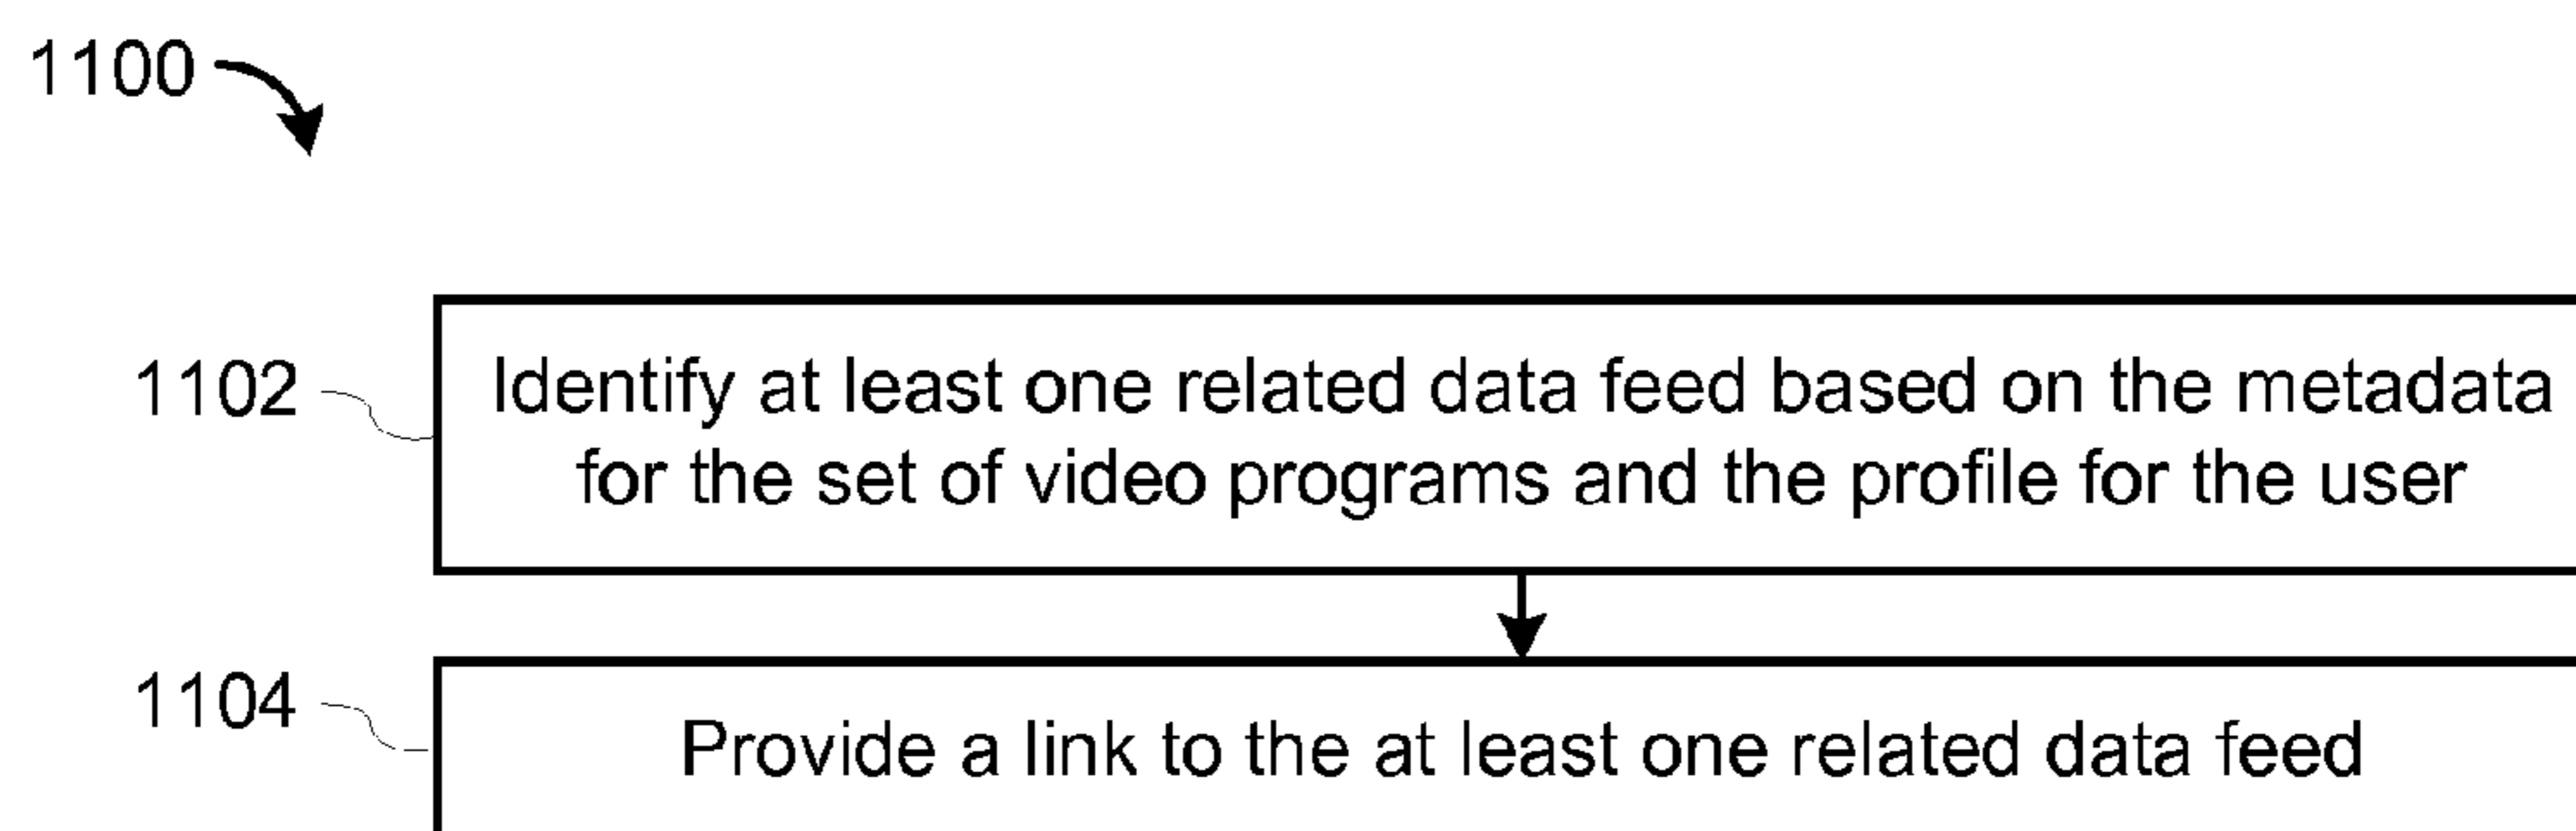 1100
1102
Identify at least one related data feed based on the metadata
for the set of video programs and the profile for the user
1104
Provide a link to the at least one related data feed